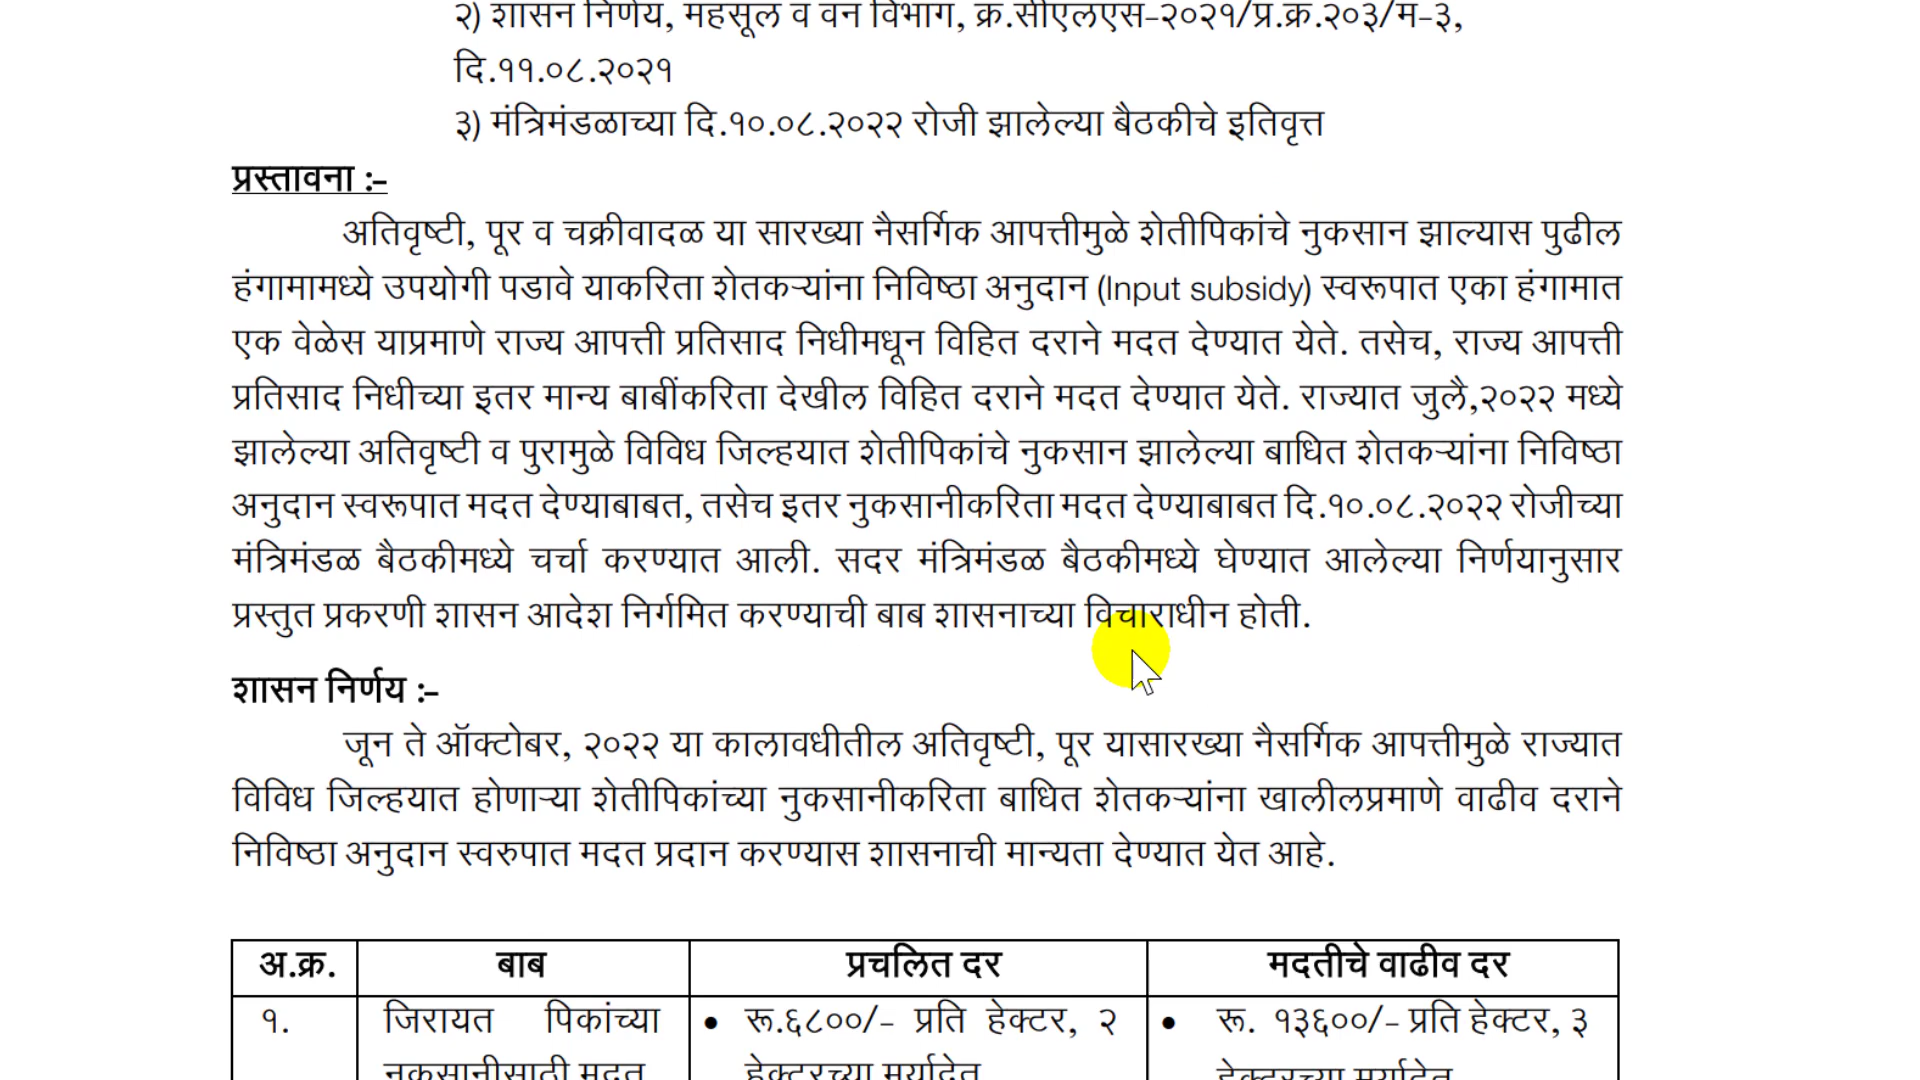 २) शासन निर्णय, महसूल व वन विभाग, क्र.सीएलएस-२०२१/प्र.क्र.२०३/म-३,
दि.११.०८.२०२१
३) मंत्रिमंडळाच्या दि.१०.०८.२०२२ रोजी झालेल्या बैठकीचे इतिवृत्त
प्रस्तावना :-
अतिवृष्टी, पूर व चक्रीवादळ या सारख्या नैसर्गिक आपत्तीमुळे शेतीपिकांचे नुकसान झाल्यास पुढील
हंगामामध्ये उपयोगी पडावे याकरिता शेतकऱ्यांना निविष्ठा अनुदान (Input subsidy) स्वरूपात एका हंगामात
एक वेळेस याप्रमाणे राज्य आपत्ती प्रतिसाद निधीमधून विहित दराने मदत देण्यात येते. तसेच, राज्य आपत्ती
प्रतिसाद निधीच्या इतर मान्य बाबींकरिता देखील विहित दराने मदत देण्यात येते. राज्यात जुलै,२०२२ मध्ये
झालेल्या अतिवृष्टी व पुरामुळे विविध जिल्हयात शेतीपिकांचे नुकसान झालेल्या बाधित शेतकऱ्यांना निविष्ठा
अनुदान स्वरूपात मदत देण्याबाबत, तसेच इतर नुकसानीकरिता मदत देण्याबाबत दि.१०.०८.२०२२ रोजीच्या
मंत्रिमंडळ बैठकीमध्ये चर्चा करण्यात आली. सदर मंत्रिमंडळ बैठकीमध्ये घेण्यात आलेल्या निर्णयानुसार
प्रस्तुत प्रकरणी शासन आदेश निर्गमित करण्याची बाब शासनाच्या विचाराधीन होती.
शासन निर्णय :-
जून ते ऑक्टोबर, २०२२ या कालावधीतील अतिवृष्टी, पूर यासारख्या नैसर्गिक आपत्तीमुळे राज्यात
विविध जिल्हयात होणाऱ्या शेतीपिकांच्या नुकसानीकरिता बाधित शेतकऱ्यांना खालीलप्रमाणे वाढीव दराने
निविष्ठा अनुदान स्वरुपात मदत प्रदान करण्यास शासनाची मान्यता देण्यात येत आहे.
अ.क्र. बाब प्रचलित दर मदतीचे वाढीव दर
१. जिरायत पिकांच्या • रू.६८००/- प्रति हेक्टर, २ • रू. १३६००/- प्रति हेक्टर, ३
नुकसानीसाठी मदत हेक्टरच्या मर्यादेत हेक्टरच्या मर्यादेत